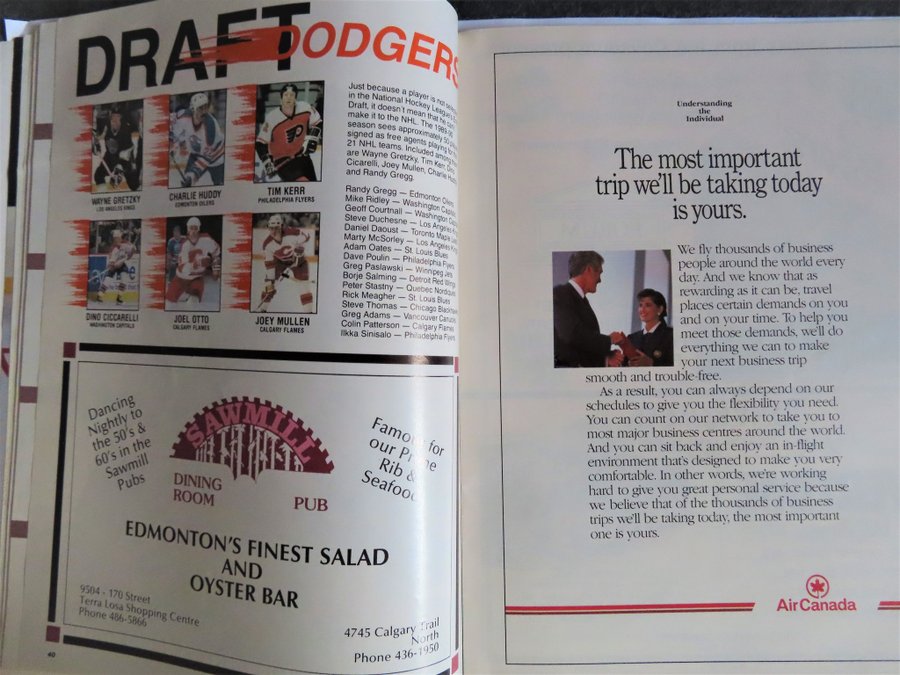 DRAFT DODGERS
WAYNE GRETZKY
LOS ANGELES KINGS
CHARLIE HUDDY
EDMONTON OILERS
TIM KERR
PHILADELPHIA FLYERS
DINO CICCARELLI
WASHINGTON CAPITALS
JOEL OTTO
CALGARY FLAMES
JOEY MULLEN
CALGARY FLAMES
Just because a player is not
in the National Hockey League
Draft, it doesn't mean that he
make it to the NHL. The
season sees approximately 50
signed as free agents playing for
21 NHL teams. Included among
are Wayne Gretzky, Tim Kerr, Dino
Cicarelli, Joey Mullen, Charlie
and Randy Gregg.
Randy Gregg — Edmonton Oilers
Mike Ridley — Washington Capitals
Geoff Courtnall — Washington
Steve Duchesne — Los Angeles
Daniel Daoust — Toronto Maple
Marty McSorley — Los Angeles
Adam Oates — St. Louis Blues
Dave Poulin — Philadelphia Flyers
Greg Paslawski — Winnipeg Jets
Borje Salming — Detroit Red Wings
Peter Stastny — Quebec Nordiques
Rick Meagher — St. Louis Blues
Steve Thomas — Chicago
Greg Adams — Vancouver Canucks
Colin Patterson — Calgary Flames
Ilkka Sinisalo — Philadelphia Flyers
Dancing
Nightly to
the 50's &
60's in the
Sawmill
Pubs
SAWMILL
DINING
ROOM
PUB
for
our
Rib &
Seafood
EDMONTON'S FINEST SALAD
AND
OYSTER BAR
9504 - 170 Street
Terra Losa Shopping Centre
Phone 486-5866
4745 Calgary Trail
North
Phone 436-1950
40
Understanding
the
Individual
The most important
trip we'll be taking today
is yours.
We fly thousands of business
people around the world every
day. And we know that as
rewarding as it can be, travel
places certain demands on you
and on your time. To help you
meet those demands, we'll do
everything we can to make
your next business trip
smooth and trouble-free.
As a result, you can always depend on our
schedules to give you the flexibility you need.
You can count on our network to take you to
most major business centres around the world.
And you can sit back and enjoy an in-flight
environment that's designed to make you very
comfortable. In other words, we're working
hard to give you great personal service because
we believe that of the thousands of business
trips we'll be taking today, the most important
one is yours.
Air Canada